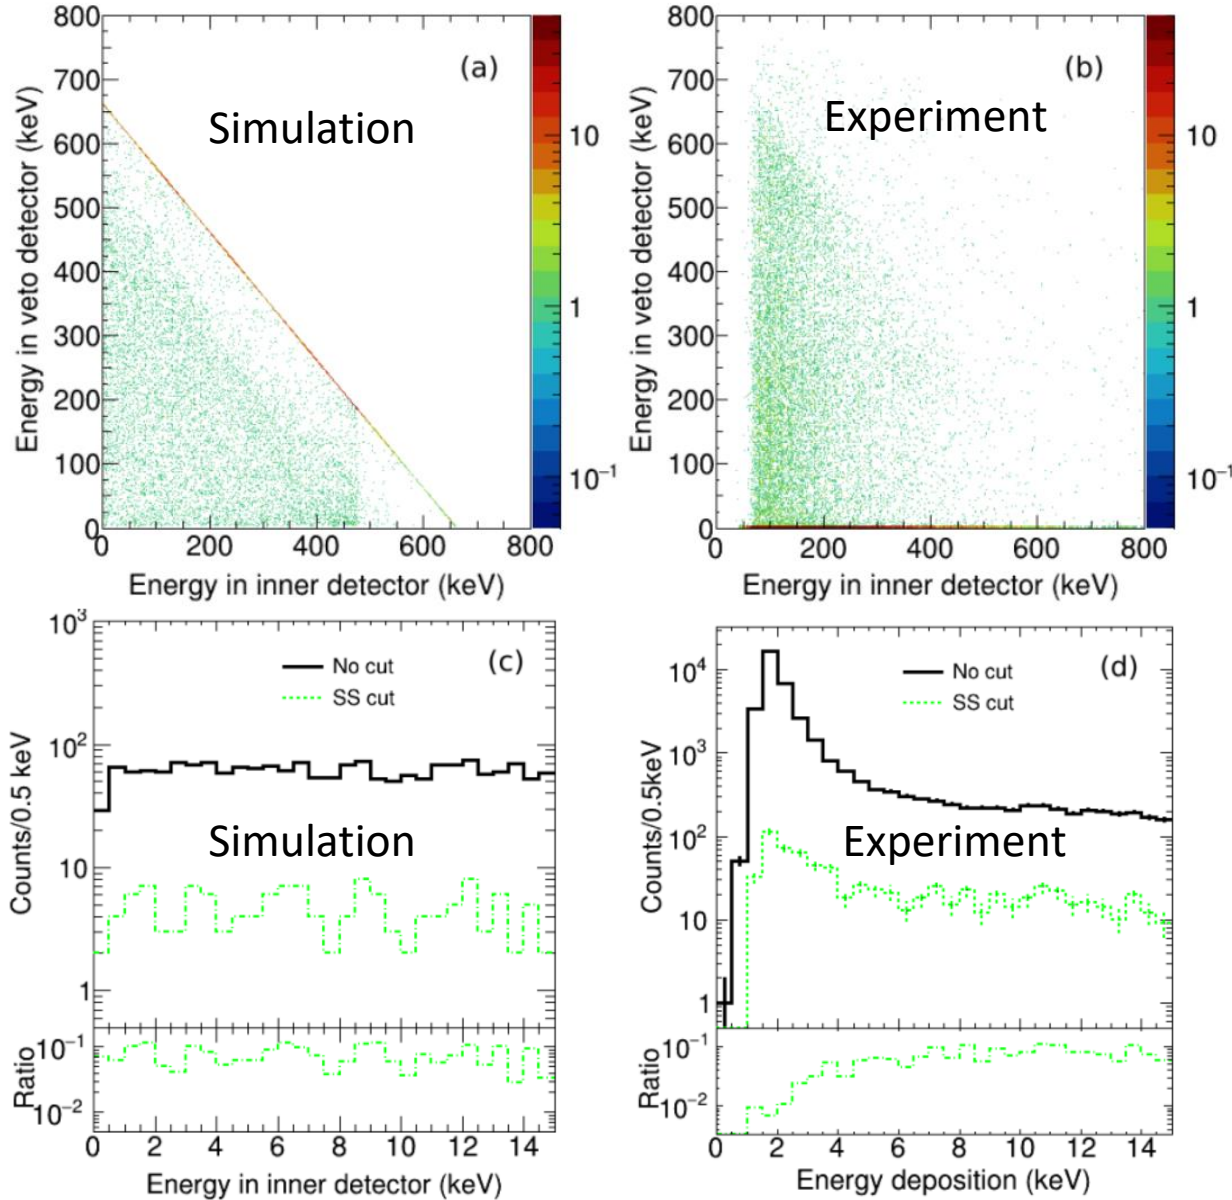 800
700
600
500
400
300
200
100
0
Energy in veto detector (keV)
(a)
Simulation
10
1
10⁻¹
0 200 400 600 800
Energy in inner detector (keV)
800
700
600
500
400
300
200
100
0
Energy in veto detector (keV)
(b)
Experiment
10
1
10⁻¹
0 200 400 600 800
Energy in inner detector (keV)
10³
10²
10
1
Counts/0.5 keV
No cut
SS cut
(c)
Simulation
10⁻¹
10⁻²
Ratio
0 2 4 6 8 10 12 14
Energy in inner detector (keV)
10⁴
10³
10²
10
1
Counts/0.5keV
No cut
SS cut
(d)
Experiment
10⁻¹
10⁻²
Ratio
0 2 4 6 8 10 12 14
Energy deposition (keV)